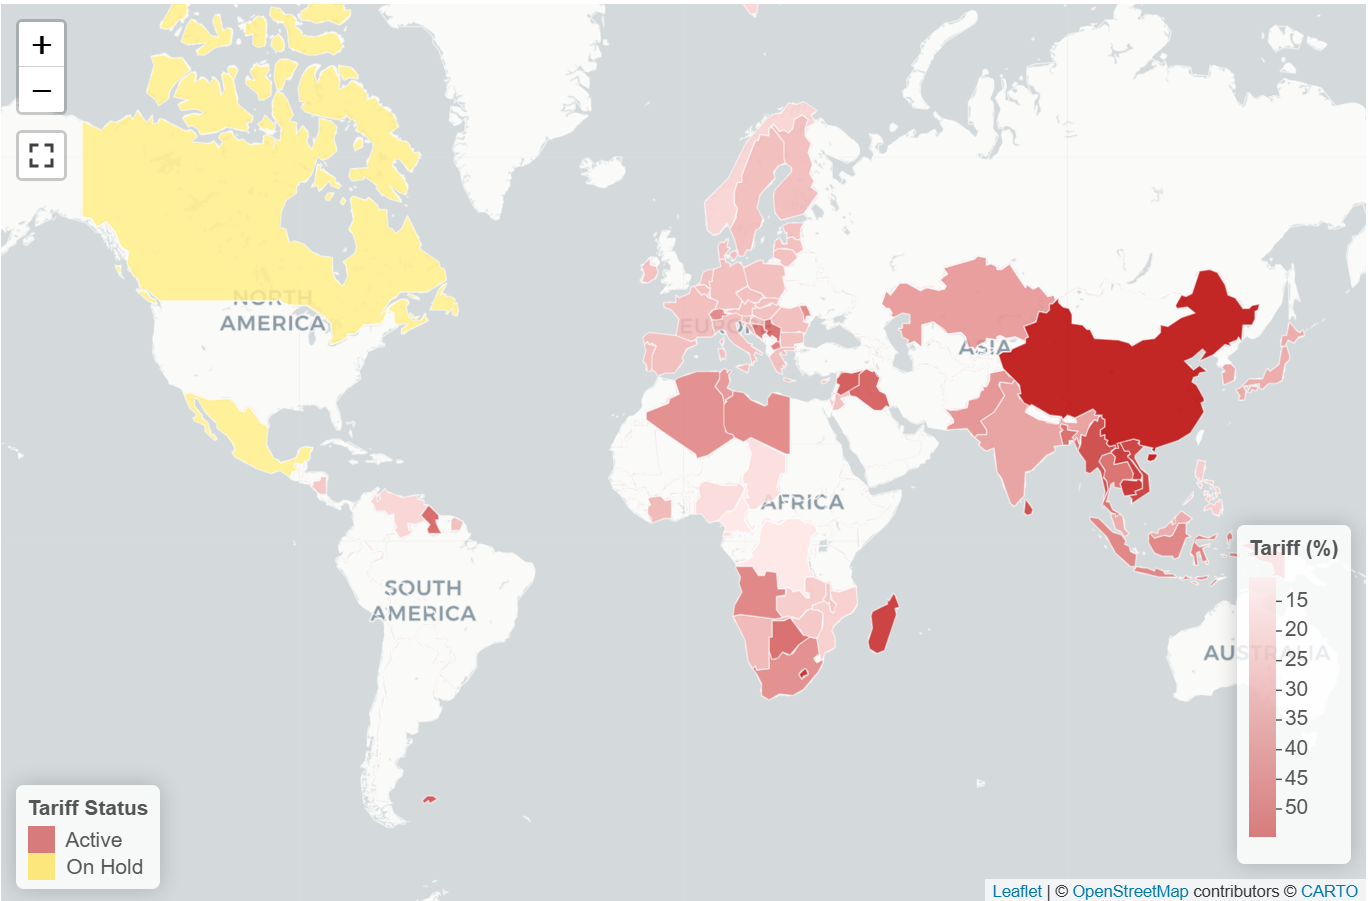 +
−
NORTH
AMERICA
EUROPE
ASIA
AFRICA
SOUTH
AMERICA
AUSTRALIA
Tariff (%)
15
20
25
30
35
40
45
50
Tariff Status
Active
On Hold
Leaflet | © OpenStreetMap contributors © CARTO